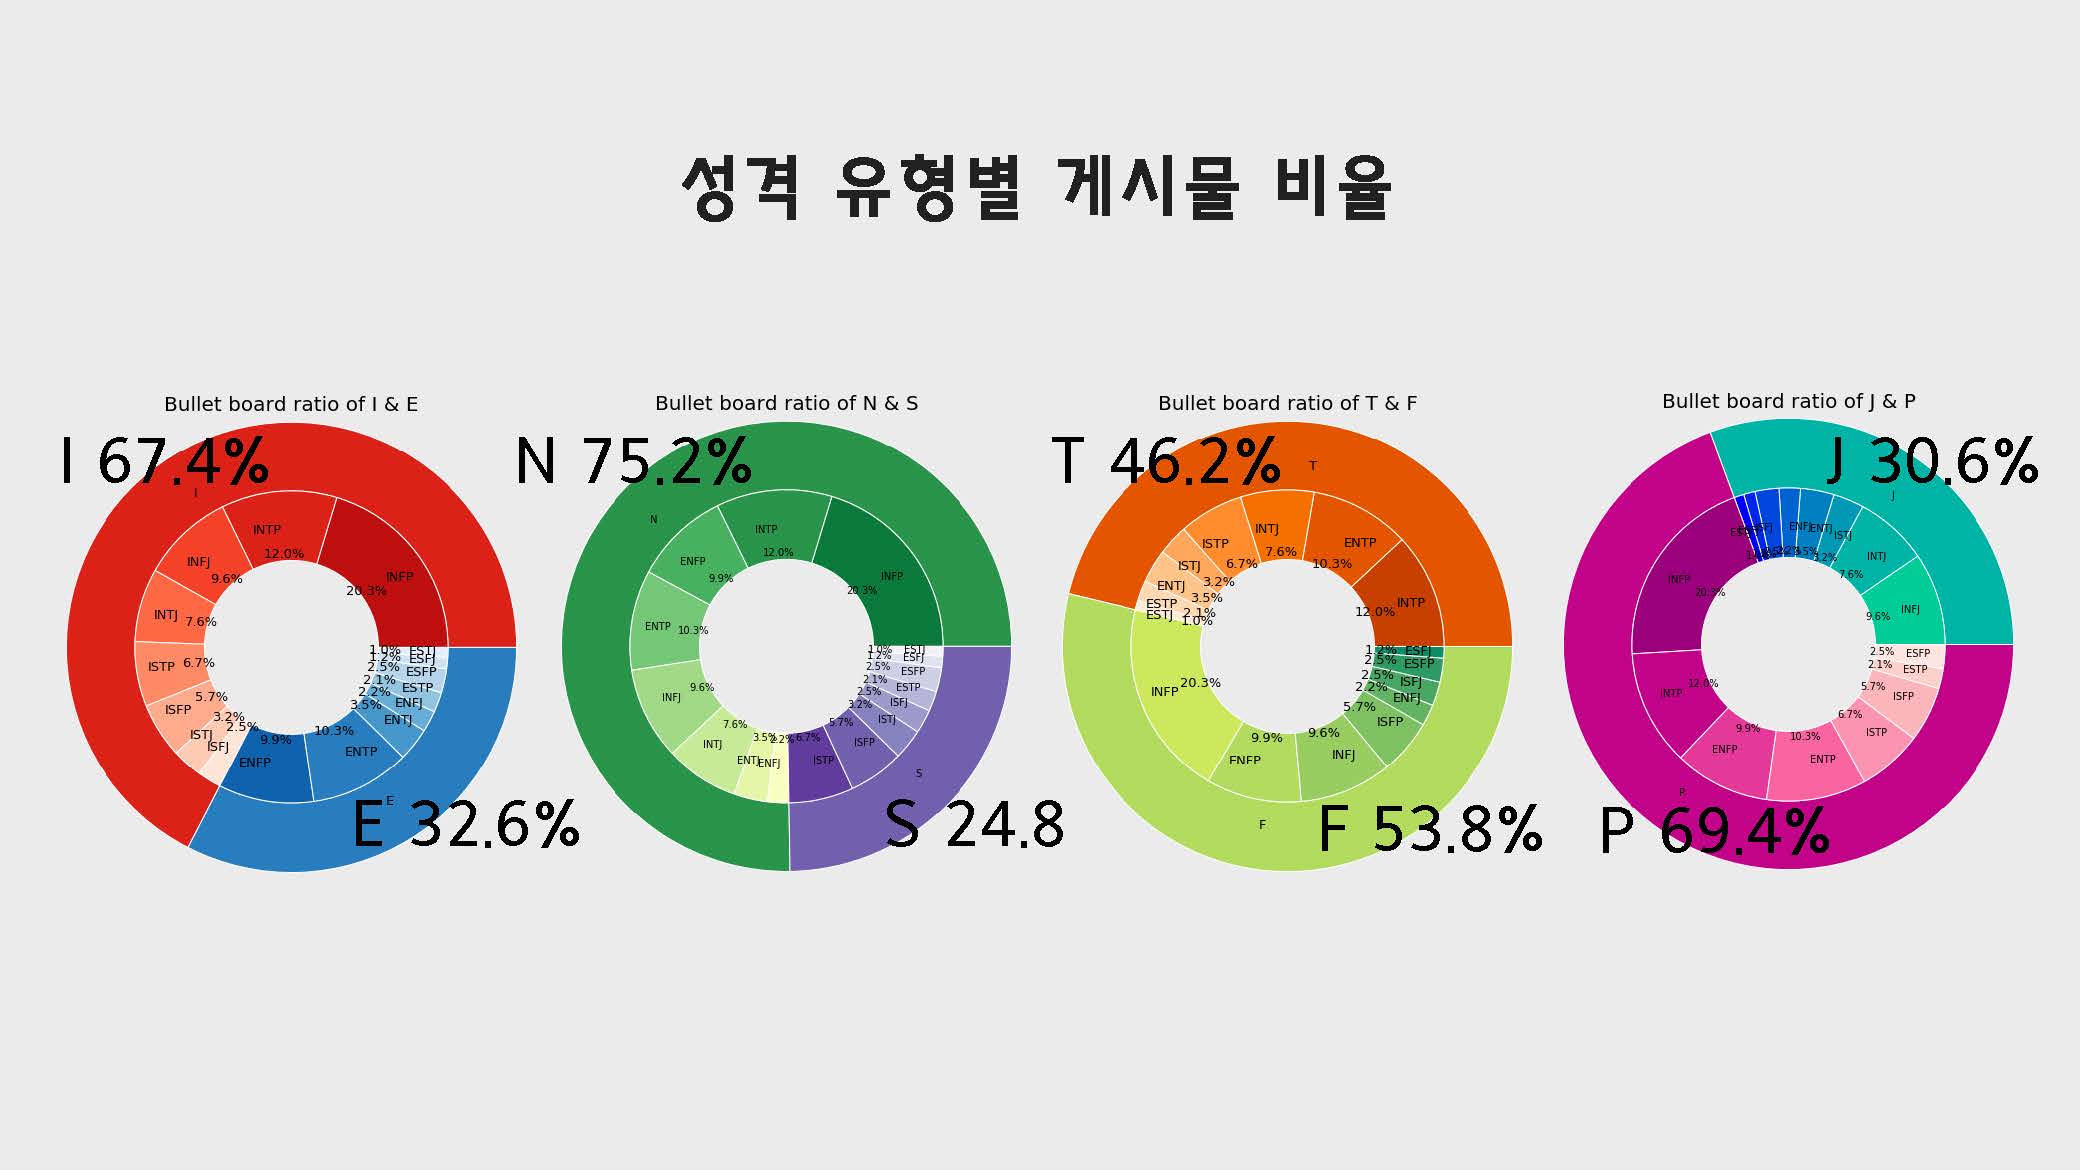 성격 유형별 게시물 비율
Bullet board ratio of I & E
I 67.4%
I
INFP
20.3%
INTP
12.0%
INFJ
9.6%
INTJ
7.6%
ISTP
6.7%
ISFP
5.7%
ISTJ
3.2%
ISFJ
2.5%
ENFP
9.9%
ENTP
10.3%
ENTJ
3.5%
ENFJ
2.2%
ESTP
2.1%
ESFP
2.5%
ESFJ
1.2%
ESTJ
1.0%
E
E 32.6%
Bullet board ratio of N & S
N 75.2%
N
INFP
20.3%
INTP
12.0%
ENFP
9.9%
ENTP
10.3%
INFJ
9.6%
INTJ
7.6%
ENTJ
3.5%
ENFJ
2.2%
ISTP
6.7%
ISFP
5.7%
ISTJ
3.2%
ISFJ
2.5%
ESTP
2.1%
ESFP
2.5%
ESFJ
1.2%
ESTJ
1.0%
S
S 24.8
Bullet board ratio of T & F
T 46.2%
T
INTP
12.0%
ENTP
10.3%
INTJ
7.6%
ISTP
6.7%
ISTJ
3.2%
ENTJ
3.5%
ESTP
2.1%
ESTJ
1.0%
INFP
20.3%
ENFP
9.9%
INFJ
9.6%
ISFP
5.7%
ENFJ
2.2%
ISFJ
2.5%
ESFP
2.5%
ESFJ
1.2%
F
F 53.8%
Bullet board ratio of J & P
J 30.6%
J
INFJ
9.6%
INTJ
7.6%
ISTJ
3.2%
ENTJ
3.5%
ENFJ
2.2%
INFP
20.3%
INTP
12.0%
ENFP
9.9%
ENTP
10.3%
ISTP
6.7%
ISFP
5.7%
ESTP
2.1%
ESFP
2.5%
P
P 69.4%